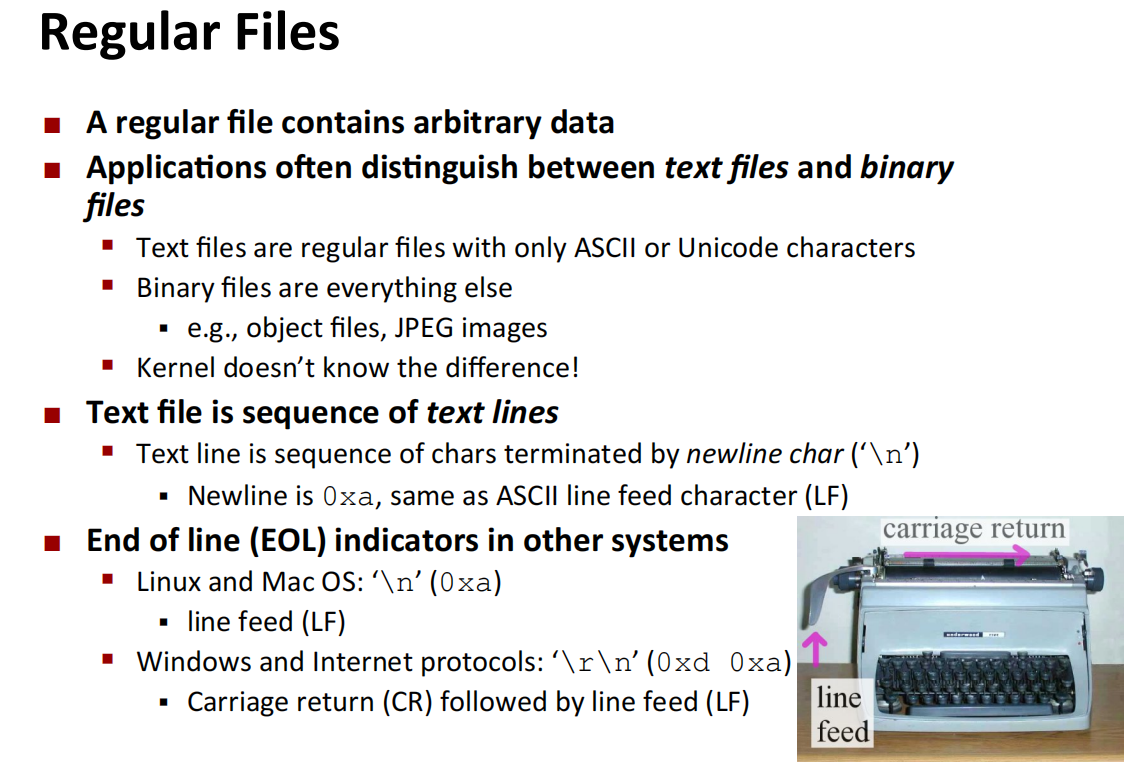 Regular Files
■ A regular file contains arbitrary data
■ Applications often distinguish between text files and binary
files
▪ Text files are regular files with only ASCII or Unicode characters
▪ Binary files are everything else
▪ e.g., object files, JPEG images
▪ Kernel doesn’t know the difference!
■ Text file is sequence of text lines
▪ Text line is sequence of chars terminated by newline char (‘\n’)
▪ Newline is 0xa, same as ASCII line feed character (LF)
■ End of line (EOL) indicators in other systems
▪ Linux and Mac OS: ‘\n’ (0xa)
▪ line feed (LF)
▪ Windows and Internet protocols: ‘\r\n’ (0xd 0xa)
▪ Carriage return (CR) followed by line feed (LF)
carriage return
underwood
line
feed